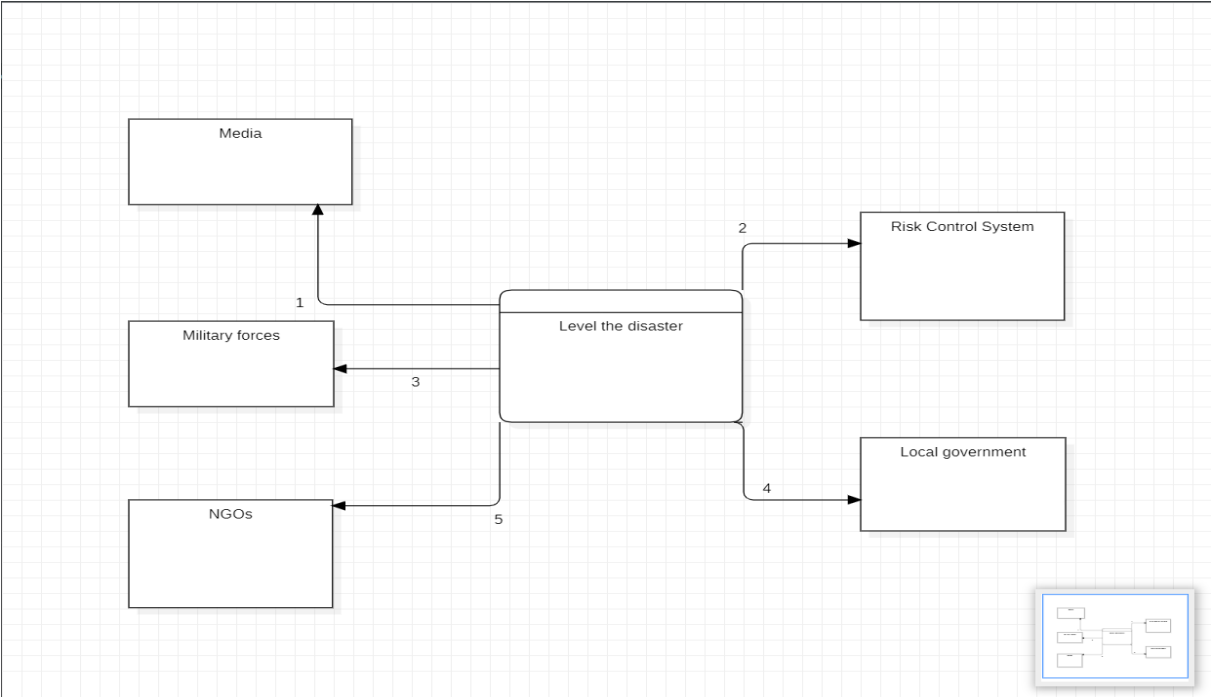 Media
2
Risk Control System
1
Level the disaster
Military forces
3
Local government
4
NGOs
5